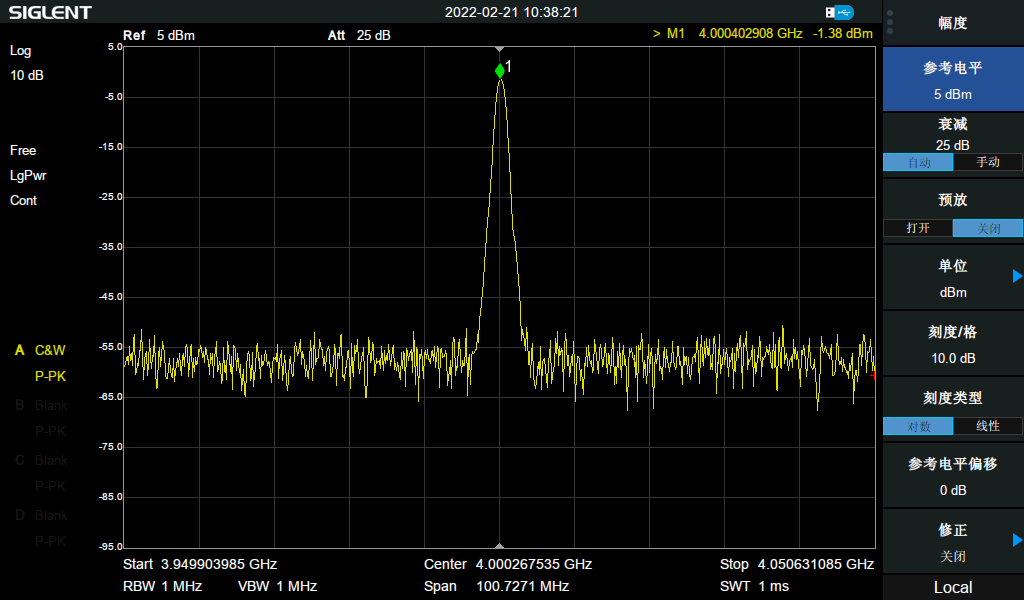 SIGLENT 2022-02-21 10:38:21
Ref 5 dBm Att 25 dB > M1 4.000402908 GHz -1.38 dBm
Log
10 dB
Free
LgPwr
Cont
A C&W
P-PK
B Blank
P-PK
C Blank
P-PK
D Blank
P-PK
5.0
-5.0
-15.0
-25.0
-35.0
-45.0
-55.0
-65.0
-75.0
-85.0
-95.0
1
Start 3.949903985 GHz Center 4.000267535 GHz Stop 4.050631085 GHz
RBW 1 MHz VBW 1 MHz Span 100.7271 MHz SWT 1 ms
幅度
参考电平
5 dBm
衰减
25 dB
自动 手动
预放
打开 关闭
单位
dBm
刻度/格
10.0 dB
刻度类型
对数 线性
参考电平偏移
0 dB
修正
关闭
Local